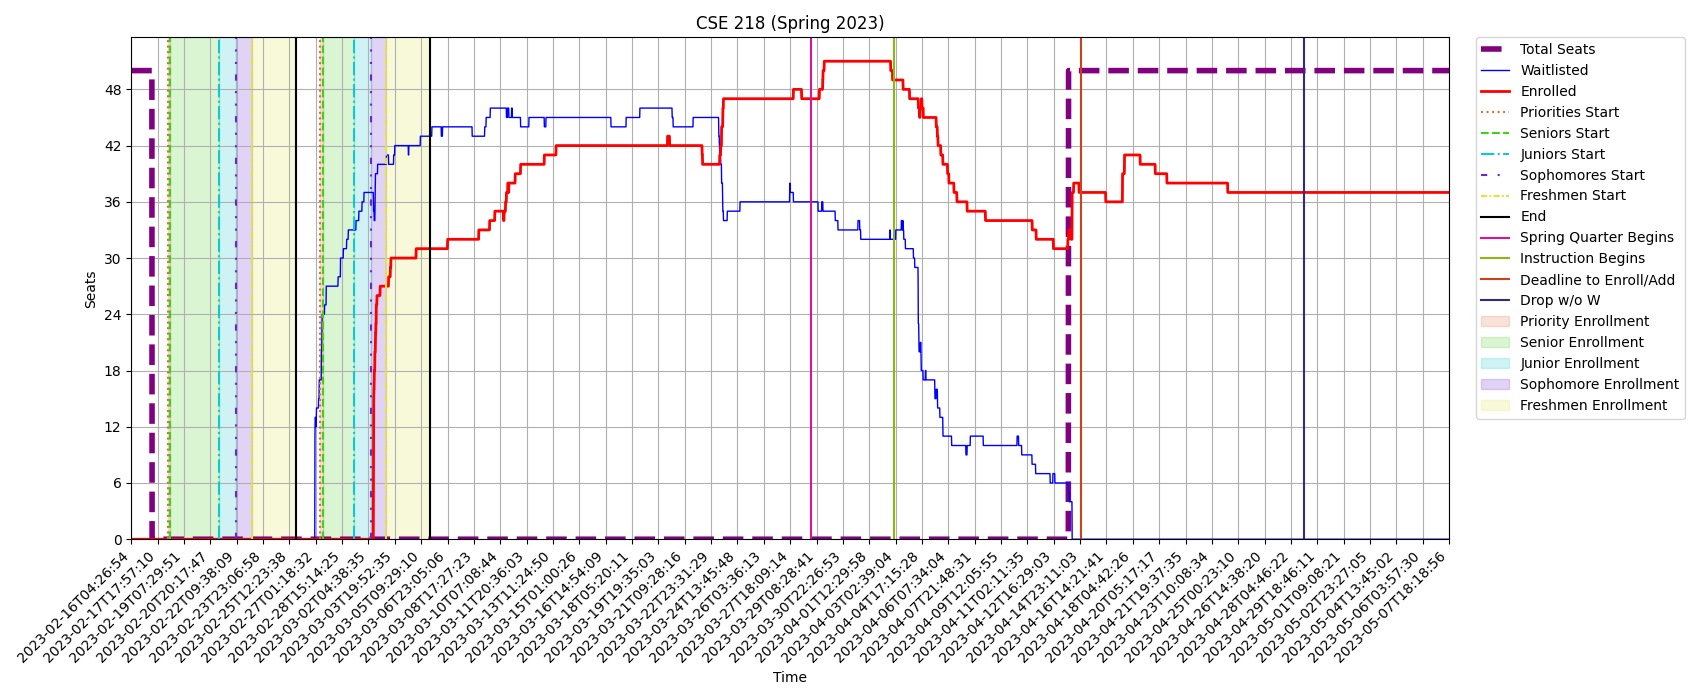 CSE 218 (Spring 2023)
Seats
48
42
36
30
24
18
12
6
0
2023-02-16T04:26:54
2023-02-17T17:57:10
2023-02-19T07:29:51
2023-02-20T20:17:47
2023-02-22T09:38:09
2023-02-23T23:06:58
2023-02-25T12:23:38
2023-02-27T01:18:32
2023-02-28T15:14:25
2023-03-02T04:38:35
2023-03-03T19:52:35
2023-03-05T09:29:10
2023-03-06T23:05:06
2023-03-08T17:27:23
2023-03-10T07:08:44
2023-03-11T20:36:03
2023-03-13T11:24:50
2023-03-15T01:00:26
2023-03-16T14:54:09
2023-03-18T05:20:11
2023-03-19T19:35:03
2023-03-21T09:28:16
2023-03-22T23:31:29
2023-03-24T13:45:48
2023-03-26T03:36:13
2023-03-27T18:09:14
2023-03-29T08:28:41
2023-03-30T22:26:53
2023-04-01T12:29:58
2023-04-03T02:39:04
2023-04-04T17:15:28
2023-04-06T07:34:04
2023-04-07T21:48:31
2023-04-09T12:05:55
2023-04-11T02:11:35
2023-04-12T16:29:03
2023-04-14T23:11:03
2023-04-16T14:21:41
2023-04-18T04:42:26
2023-04-20T05:17:17
2023-04-21T19:37:35
2023-04-23T10:08:34
2023-04-25T00:23:10
2023-04-26T14:38:20
2023-04-28T04:46:22
2023-04-29T18:46:11
2023-05-01T09:08:21
2023-05-02T23:27:05
2023-05-04T13:45:02
2023-05-06T03:57:30
2023-05-07T18:18:56
Time
Total Seats
Waitlisted
Enrolled
Priorities Start
Seniors Start
Juniors Start
Sophomores Start
Freshmen Start
End
Spring Quarter Begins
Instruction Begins
Deadline to Enroll/Add
Drop w/o W
Priority Enrollment
Senior Enrollment
Junior Enrollment
Sophomore Enrollment
Freshmen Enrollment